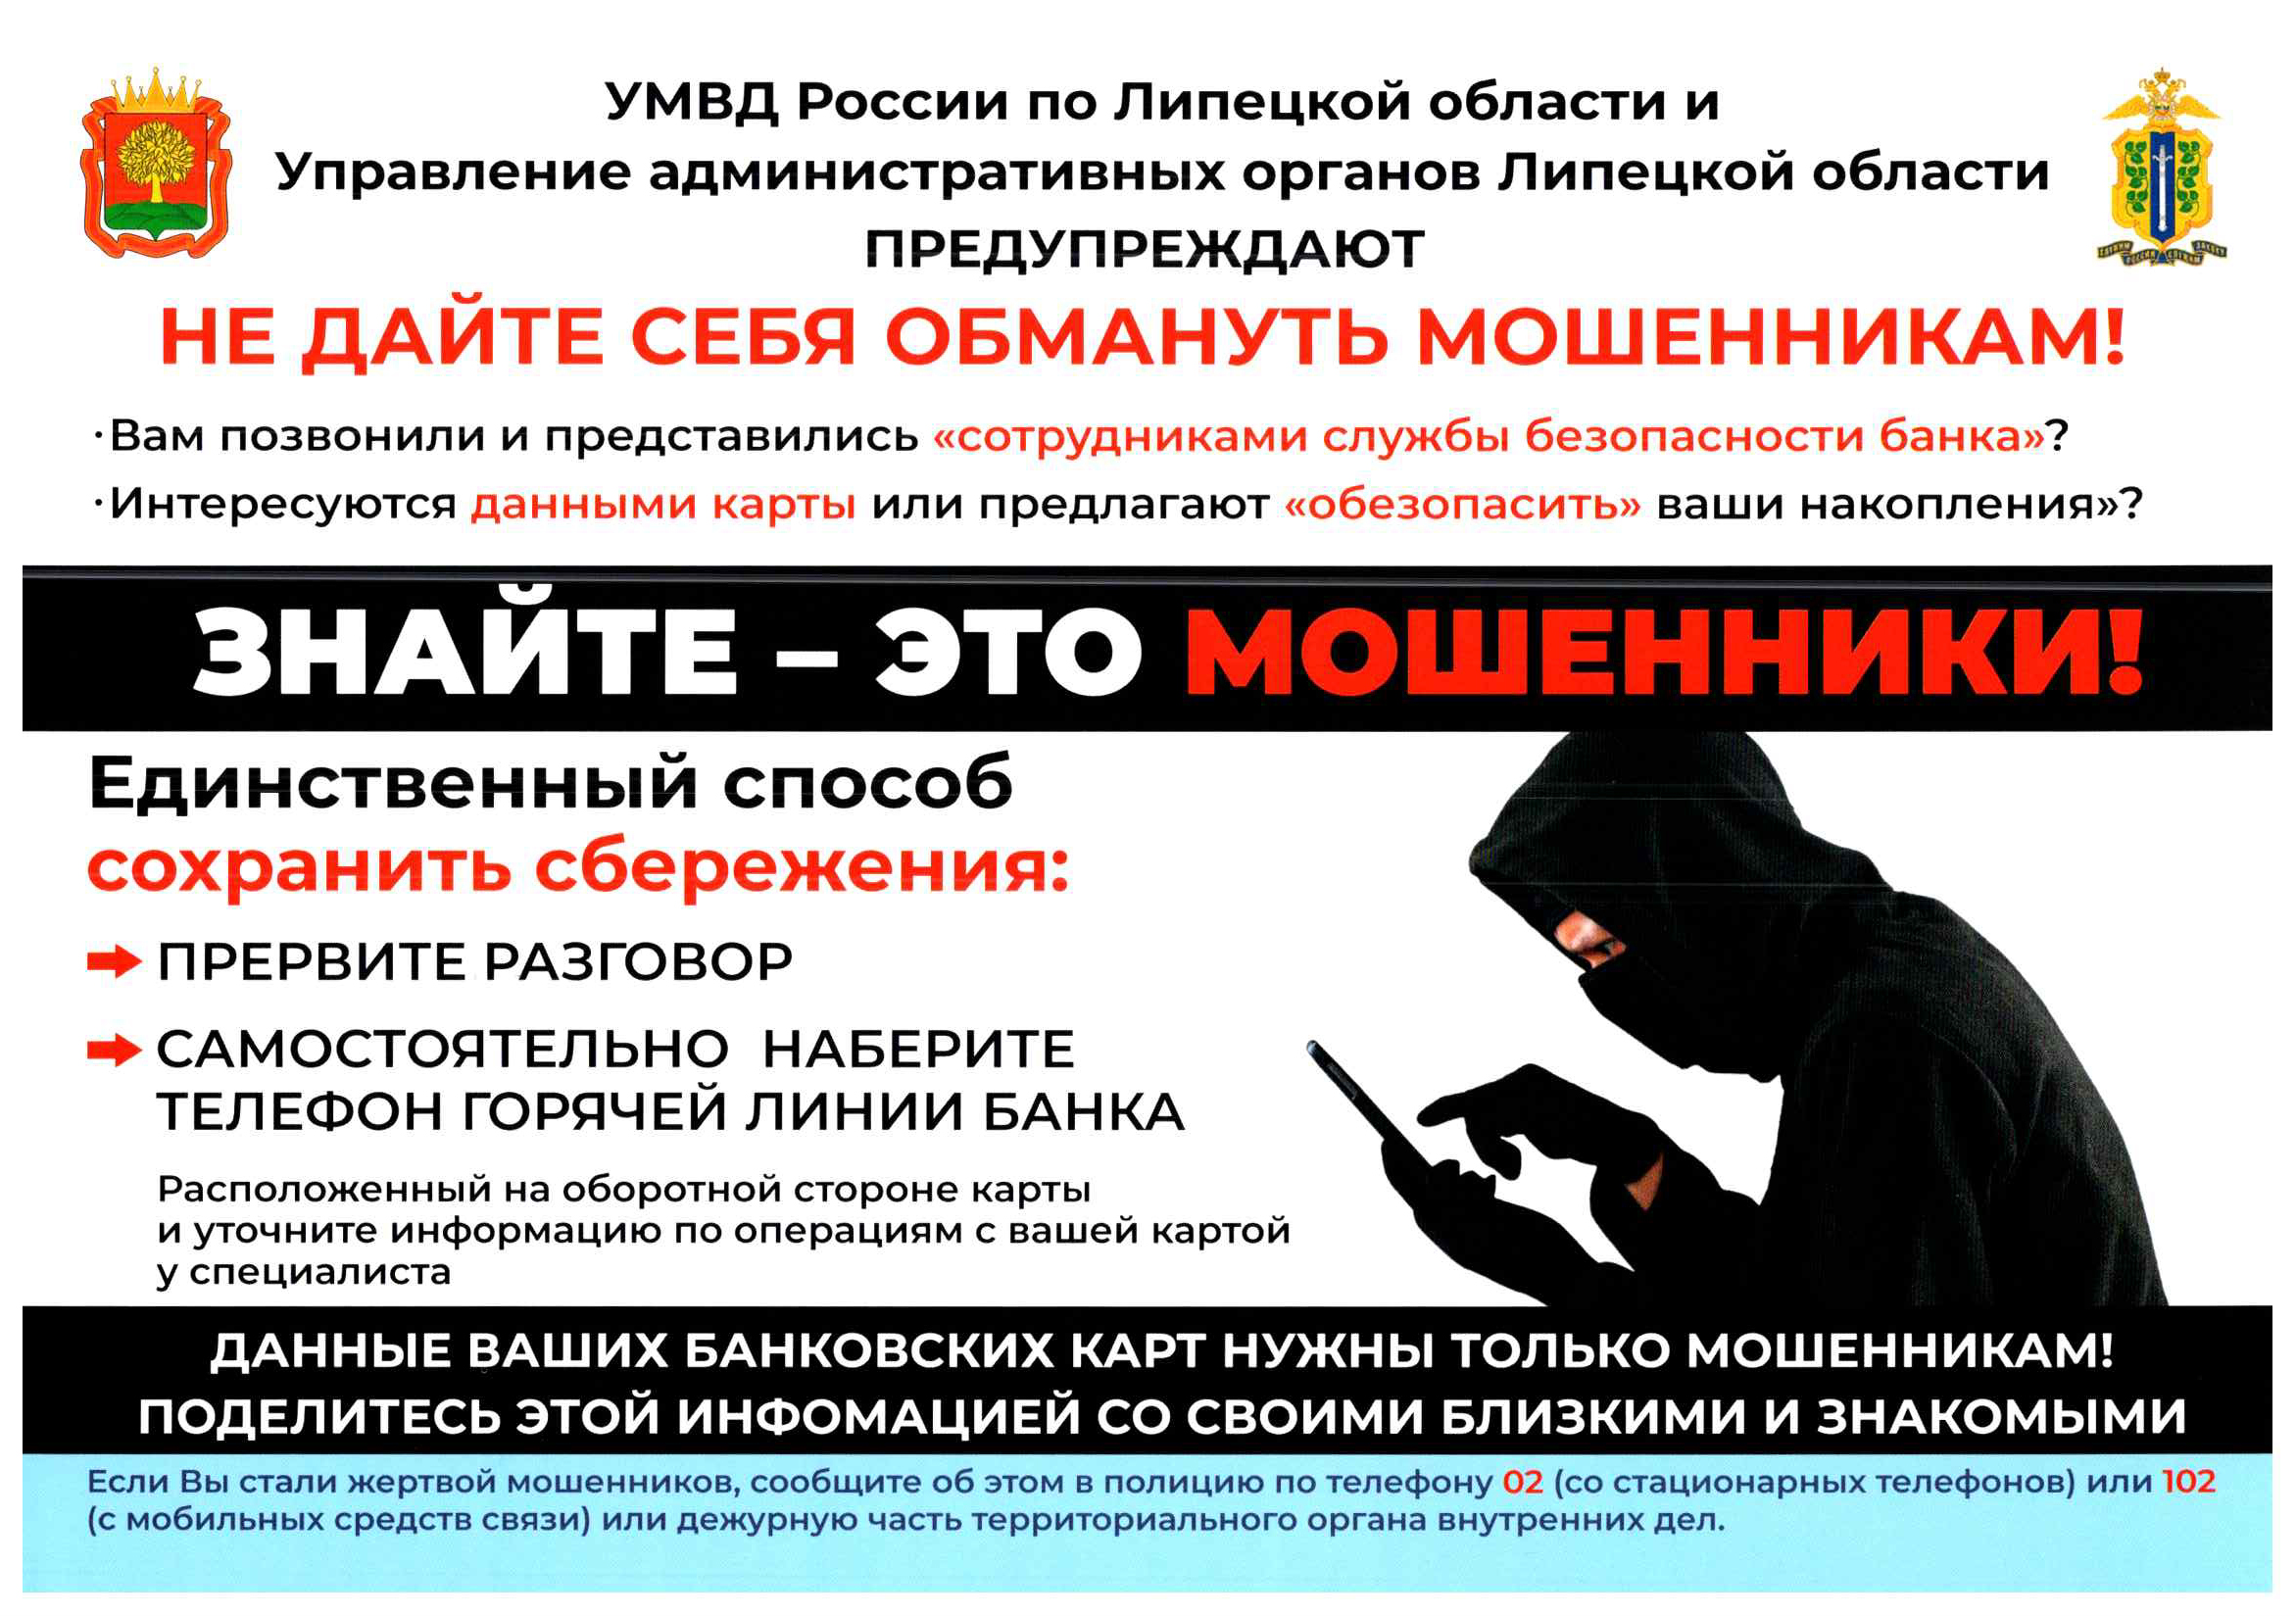 УМВД России по Липецкой области и
Управление административных органов Липецкой области
ПРЕДУПРЕЖДАЮТ
НЕ ДАЙТЕ СЕБЯ ОБМАНУТЬ МОШЕННИКАМ!
·Вам позвонили и представились «сотрудниками службы безопасности банка»?
·Интересуются данными карты или предлагают «обезопасить» ваши накопления»?
ЗНАЙТЕ – ЭТО МОШЕННИКИ!
Единственный способ
сохранить сбережения:
ПРЕРВИТЕ РАЗГОВОР
САМОСТОЯТЕЛЬНО НАБЕРИТЕ
ТЕЛЕФОН ГОРЯЧЕЙ ЛИНИИ БАНКА
Расположенный на оборотной стороне карты
и уточните информацию по операциям с вашей картой
у специалиста
ДАННЫЕ ВАШИХ БАНКОВСКИХ КАРТ НУЖНЫ ТОЛЬКО МОШЕННИКАМ!
ПОДЕЛИТЕСЬ ЭТОЙ ИНФОМАЦИЕЙ СО СВОИМИ БЛИЗКИМИ И ЗНАКОМЫМИ
Если Вы стали жертвой мошенников, сообщите об этом в полицию по телефону 02 (со стационарных телефонов) или 102
(с мобильных средств связи) или дежурную часть территориального органа внутренних дел.